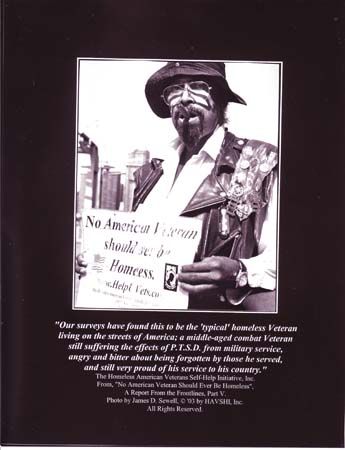 No American Veteran
should
be
Homeess.
"Our surveys have found this to be the 'typical' homeless Veteran
living on the streets of America; a middle-aged combat Veteran
still suffering the effects of P.T.S.D. from military service,
angry and bitter about being forgotten by those he served,
and still very proud of his service to his country."
The Homeless American Veterans Self-Help Initiative, Inc.
From, "No American Veteran Should Ever Be Homeless",
A Report From the Frontlines, Part V.
Photo by James D. Sewell, © '03 by HAVSHI, Inc.
All Rights Reserved.